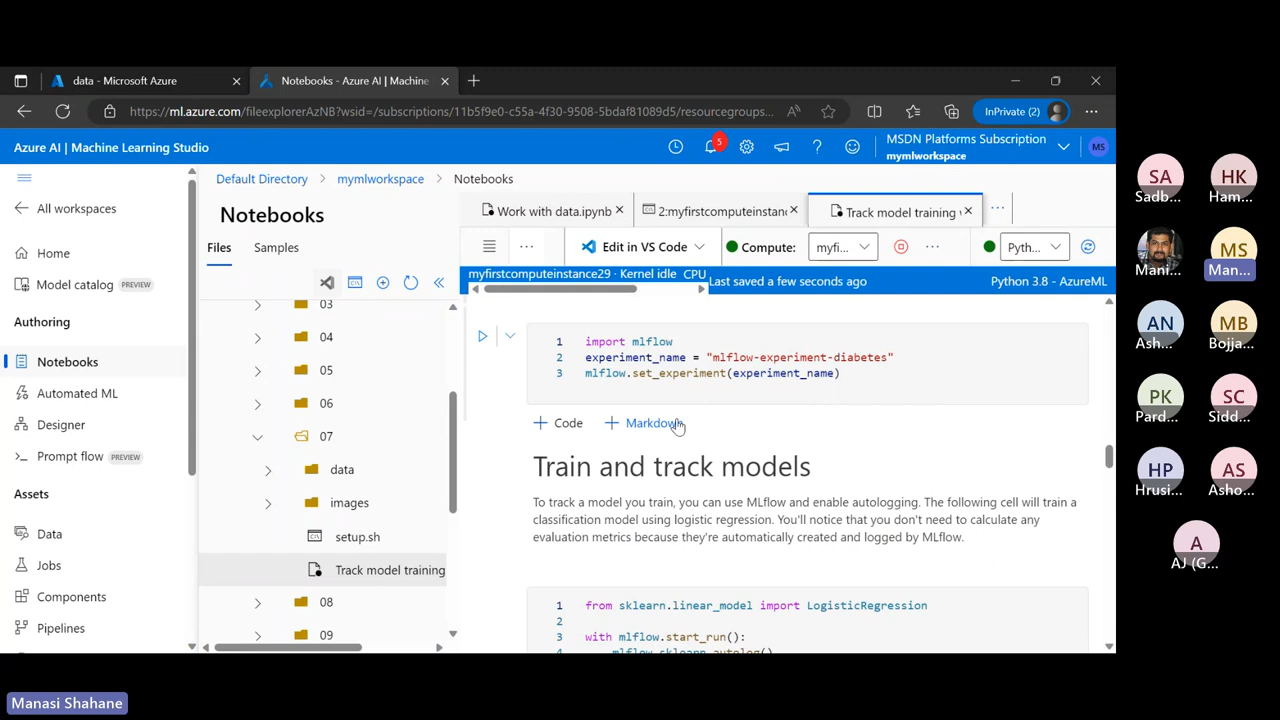 data - Microsoft Azure
Notebooks - Azure AI | Machine
https://ml.azure.com/fileexplorerAzNB?wsid=/subscriptions/11b5f9e0-c55a-4f30-9508-5bdaf81089d5/resourcegroups...
InPrivate (2)
Azure AI | Machine Learning Studio
5
MSDN Platforms Subscription
mymlworkspace
MS
All workspaces
Home
Model catalog PREVIEW
Authoring
Notebooks
Automated ML
Designer
Prompt flow PREVIEW
Assets
Data
Jobs
Components
Pipelines
Default Directory > mymlworkspace > Notebooks
Notebooks
Files Samples
03
04
05
06
07
data
images
setup.sh
Track model training
08
09
Work with data.ipynb
2:myfirstcomputeinstanc
Track model training
Edit in VS Code
Compute: myfi...
Pyth...
myfirstcomputeinstance29 · Kernel idle CPU
Last saved a few seconds ago
Python 3.8 - AzureML
1 import mlflow
2 experiment_name = "mlflow-experiment-diabetes"
3 mlflow.set_experiment(experiment_name)
+ Code + Markdown
Train and track models
To track a model you train, you can use MLflow and enable autologging. The following cell will train a
classification model using logistic regression. You'll notice that you don't need to calculate any
evaluation metrics because they're automatically created and logged by MLflow.
1 from sklearn.linear_model import LogisticRegression
2
3 with mlflow.start_run():
4 mlflow.sklearn.autolog()
SA
Sadb...
HK
Ham...
Mani...
MS
Man...
AN
Ash...
MB
Bojja...
PK
Pard...
SC
Sidd...
HP
Hrusi...
AS
Asho...
A
AJ (G...
Manasi Shahane